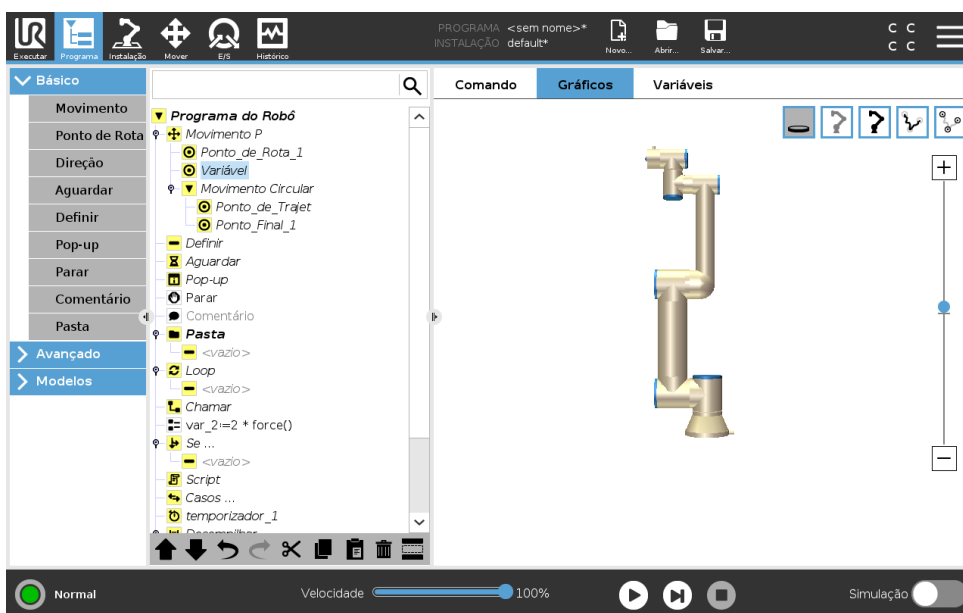 UR
PROGRAMA <sem nome>*
INSTALAÇÃO default*
C C
C C
Executar Programa Instalação Mover E/S Histórico Novo... Abrir... Salvar...
Básico
Movimento
Ponto de Rota
Direção
Aguardar
Definir
Pop-up
Parar
Comentário
Pasta
Avançado
Modelos
Programa do Robô
Movimento P
Ponto_de_Rota_1
Variável
Movimento Circular
Ponto_de_Trajet
Ponto_Final_1
Definir
Aguardar
Pop-up
Parar
Comentário
Pasta
<vazio>
Loop
<vazio>
Chamar
var_2:=2 * force()
Se ...
<vazio>
Script
Casos ...
temporizador_1
Comando Gráficos Variáveis
Normal
Velocidade 100%
Simulação